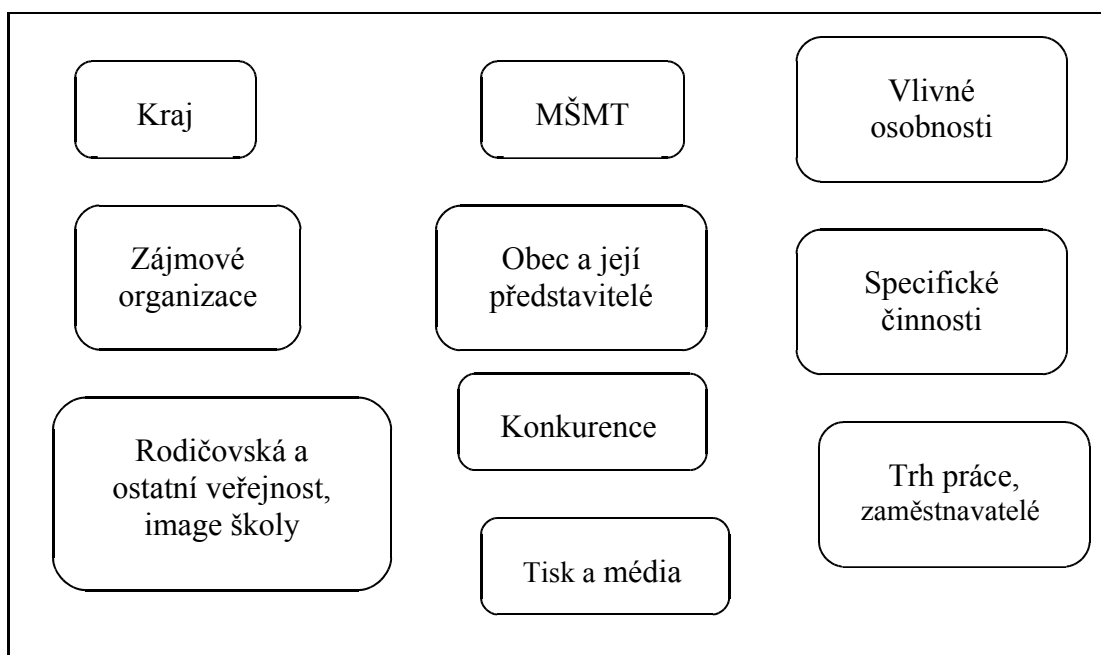 Kraj
MŠMT
Vlivné
osobnosti
Zájmové
organizace
Obec a její
představitelé
Specifické
činnosti
Rodičovská a
ostatní veřejnost,
image školy
Konkurence
Trh práce,
zaměstnavatelé
Tisk a média